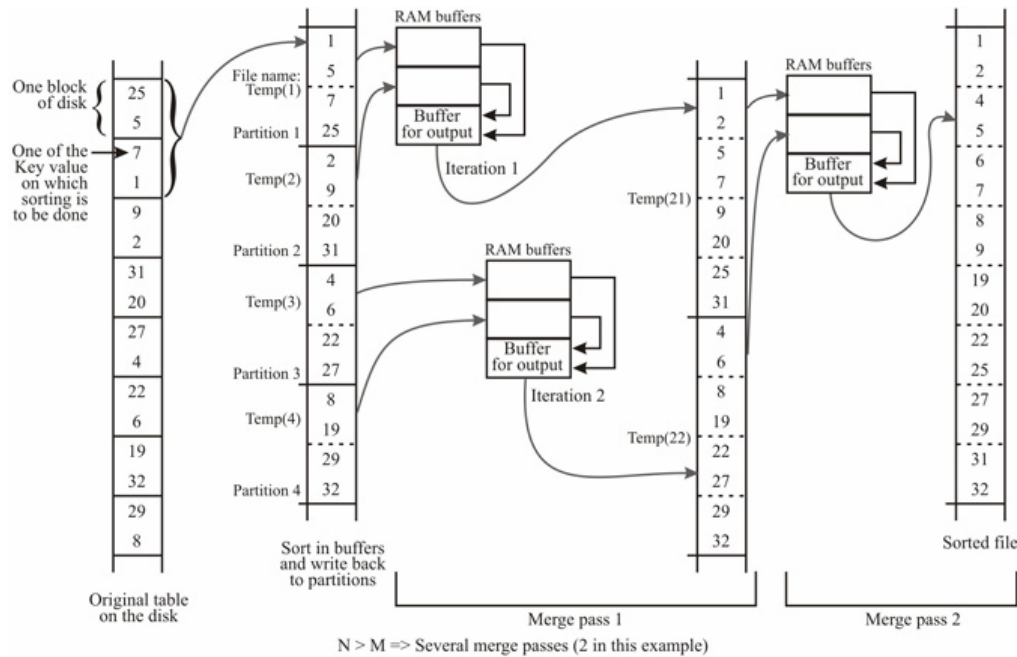 One block
of disk
One of the
Key value
on which
sorting is
to be done
25
5
7
1
9
2
31
20
27
4
22
6
19
32
29
8
Original table
on the disk
File name:
Temp(1)
Partition 1
Temp(2)
Partition 2
Temp(3)
Partition 3
Temp(4)
Partition 4
1
5
7
25
2
9
20
31
4
6
22
27
8
19
29
32
Sort in buffers
and write back
to partitions
RAM buffers
Buffer
for output
Iteration 1
RAM buffers
Buffer
for output
Iteration 2
Temp(21)
Temp(22)
1
2
5
7
9
20
25
31
4
6
8
19
22
27
29
32
Merge pass 1
RAM buffers
Buffer
for output
1
2
4
5
6
7
8
9
19
20
22
25
27
29
31
32
Sorted file
Merge pass 2
N > M => Several merge passes (2 in this example)